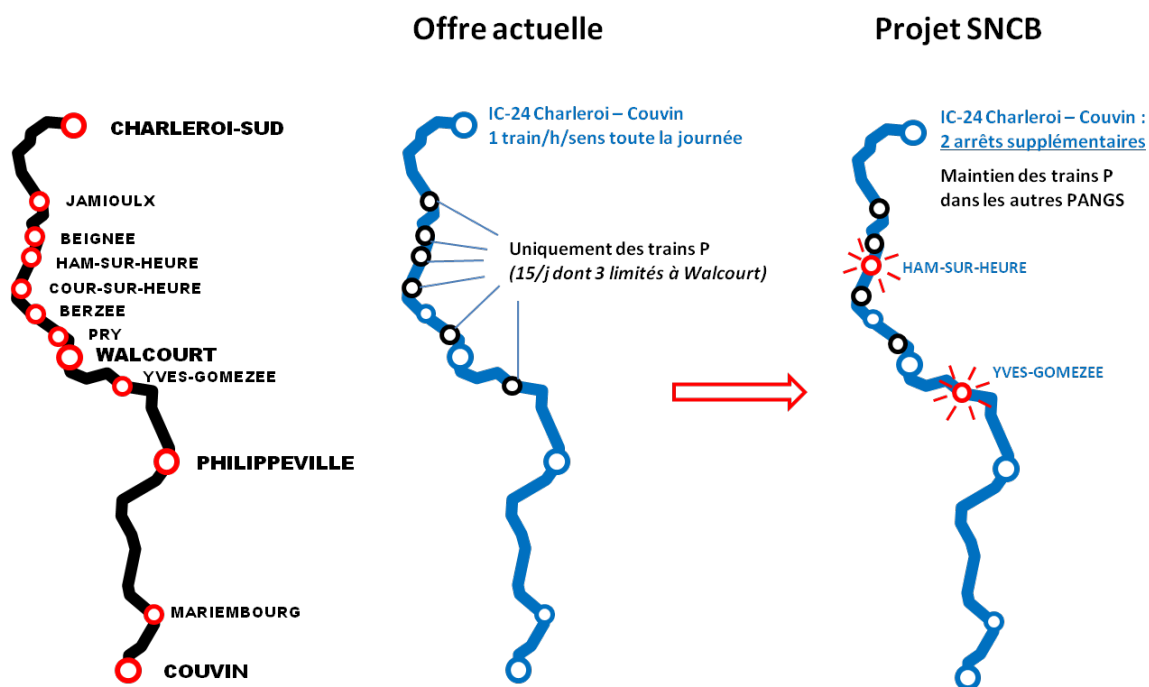 Offre actuelle
Projet SNCB
CHARLEROI-SUD
JAMIOULX
BEIGNEE
HAM-SUR-HEURE
COUR-SUR-HEURE
BERZEE
PRY
WALCOURT
YVES-GOMEZEE
PHILIPPEVILLE
MARIEMBOURG
COUVIN
IC-24 Charleroi – Couvin
1 train/h/sens toute la journée
Uniquement des trains P
(15/j dont 3 limités à Walcourt)
IC-24 Charleroi – Couvin :
2 arrêts supplémentaires
Maintien des trains P
dans les autres PANGS
HAM-SUR-HEURE
YVES-GOMEZEE